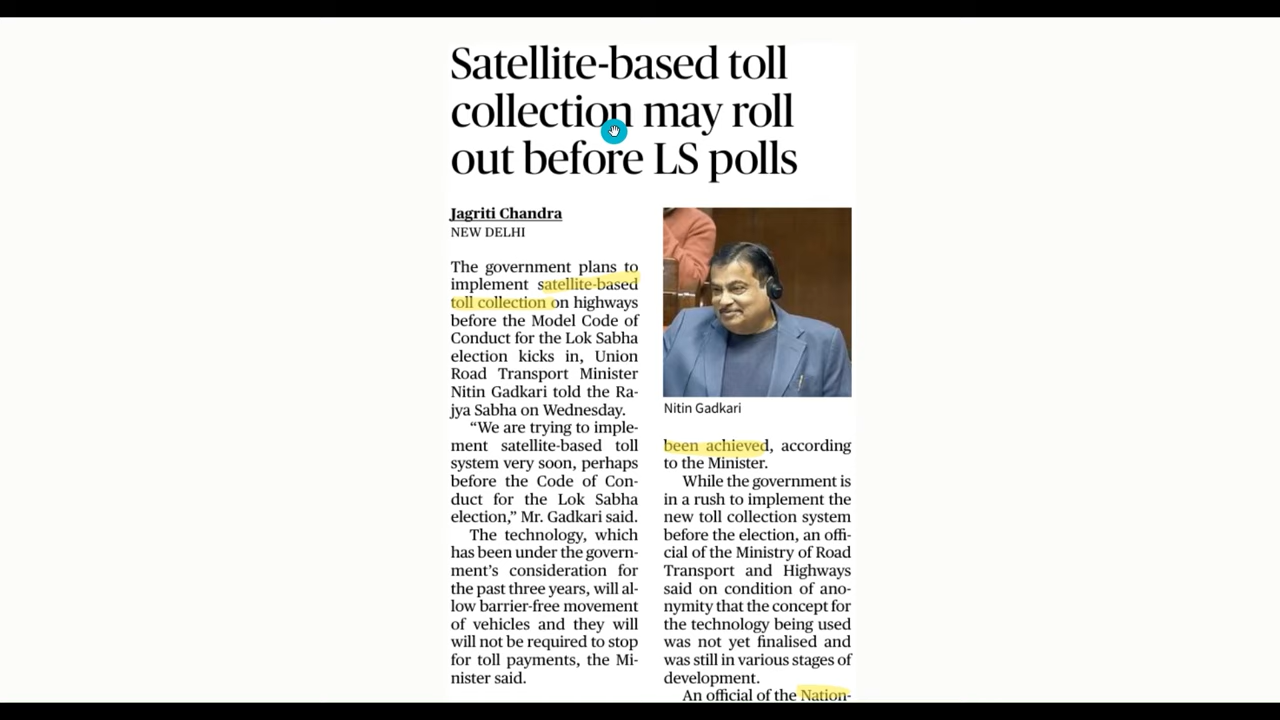 Satellite-based toll
collection may roll
out before LS polls
Jagriti Chandra
NEW DELHI
The government plans to
implement satellite-based
toll collection on highways
before the Model Code of
Conduct for the Lok Sabha
election kicks in, Union
Road Transport Minister
Nitin Gadkari told the Ra-
jya Sabha on Wednesday.
“We are trying to imple-
ment satellite-based toll
system very soon, perhaps
before the Code of Con-
duct for the Lok Sabha
election,” Mr. Gadkari said.
The technology, which
has been under the govern-
ment’s consideration for
the past three years, will al-
low barrier-free movement
of vehicles and they will
will not be required to stop
for toll payments, the Mi-
nister said.
Nitin Gadkari
been achieved, according
to the Minister.
While the government is
in a rush to implement the
new toll collection system
before the election, an offi-
cial of the Ministry of Road
Transport and Highways
said on condition of ano-
nymity that the concept for
the technology being used
was not yet finalised and
was still in various stages of
development.
An official of the Nation-